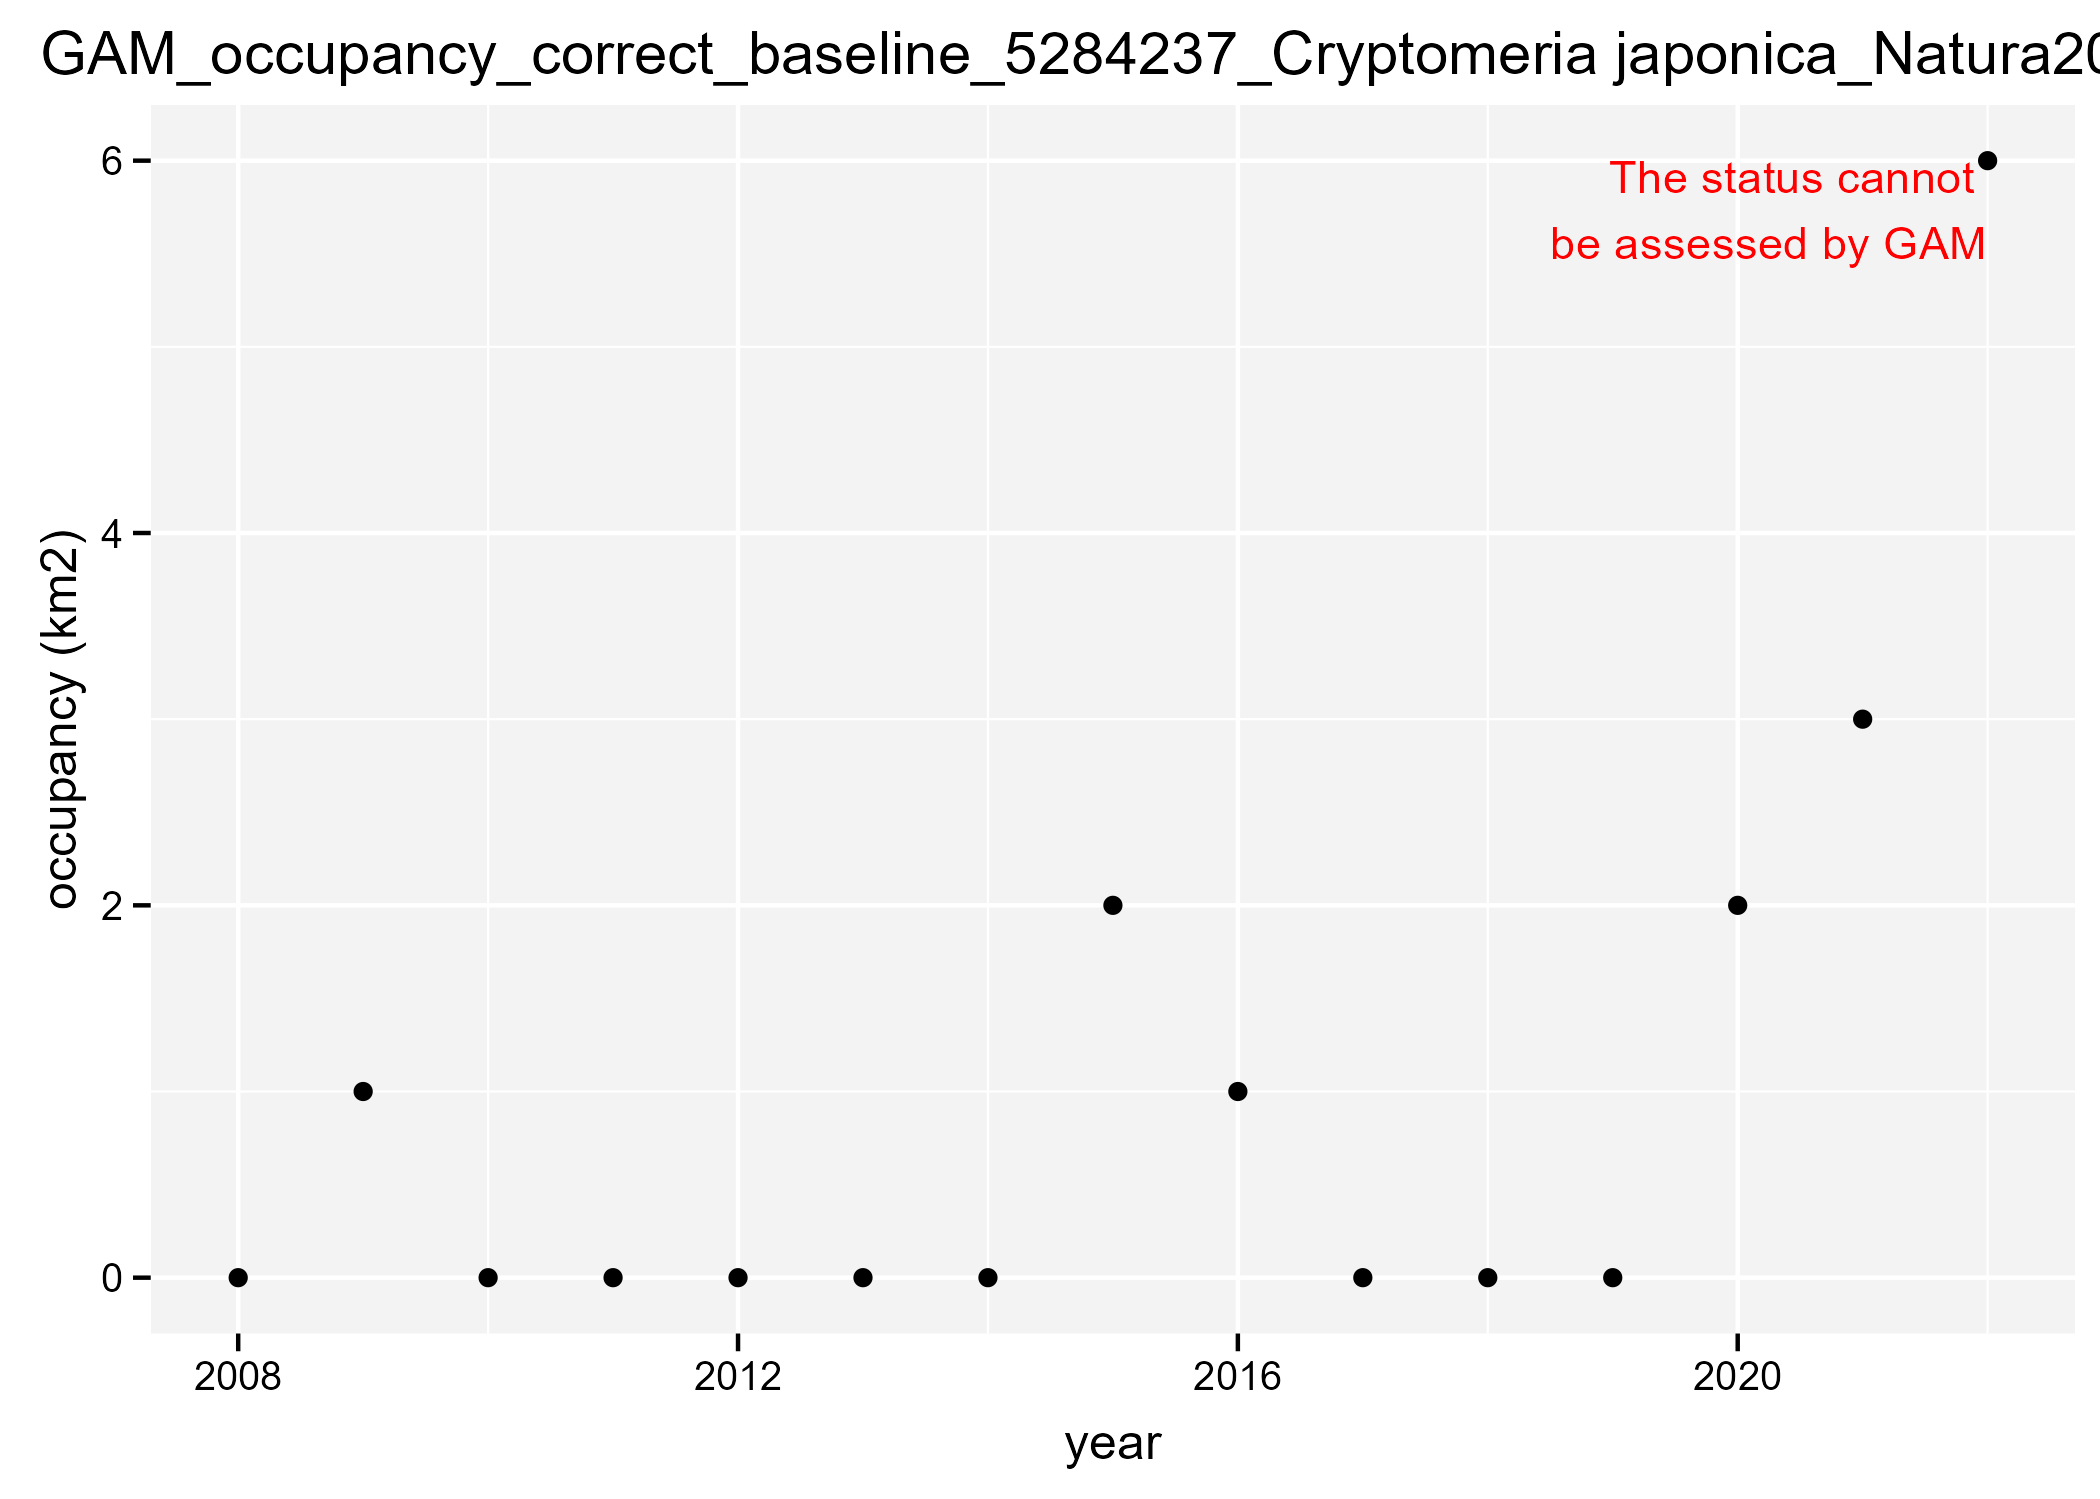 GAM_occupancy_correct_baseline_5284237_Cryptomeria japonica_Natura20
The status cannot
be assessed by GAM
6
4
2
0
occupancy (km2)
2008
2012
2016
2020
year